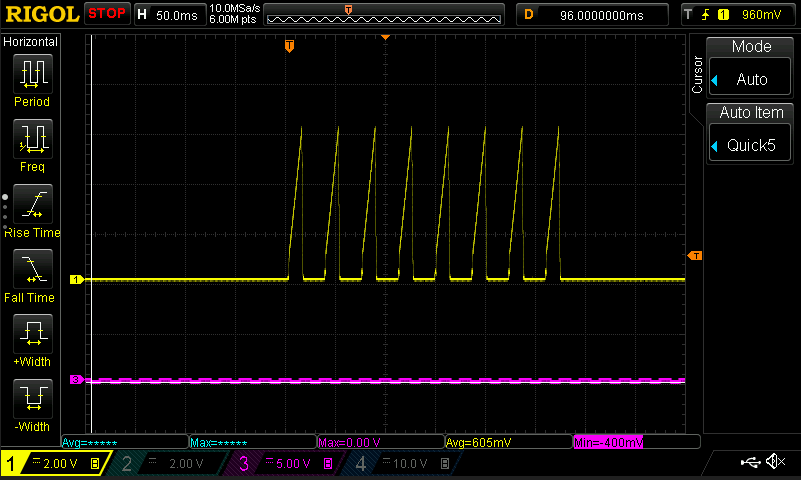 RIGOL STOP H 50.0ms 10.0MSa/s 6.00M pts T D 96.0000000ms T 1 960mV
Horizontal
Period
Freq
Rise Time
Fall Time
+Width
-Width
T
1
3
T
Cursor
Mode
Auto
Auto Item
Quick5
Avg=***** Max=***** Max=0.00 V Avg=605mV Min=-400mV
1 2.00 V B 2 2.00 V 3 5.00 V B 4 10.0 V B